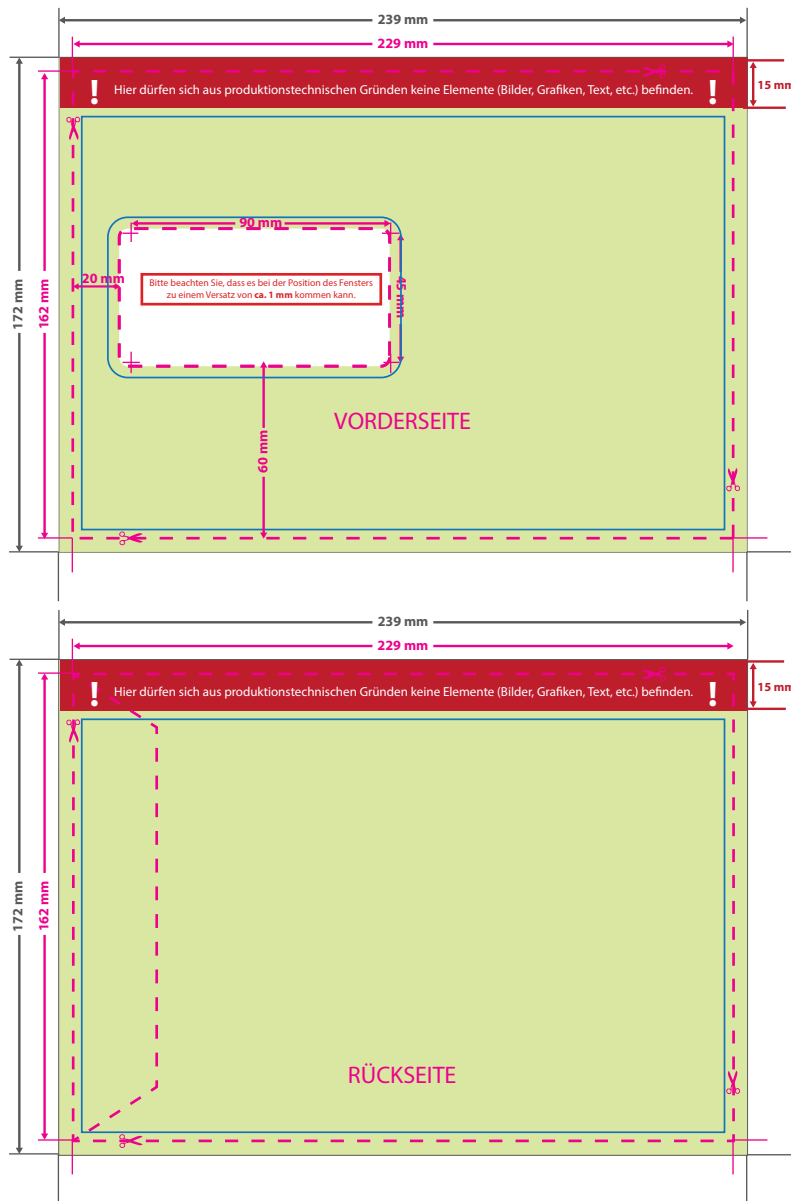 239 mm
229 mm
15 mm
! Hier dürfen sich aus produktionstechnischen Gründen keine Elemente (Bilder, Grafiken, Text, etc.) befinden. !
90 mm
20 mm
Bitte beachten Sie, dass es bei der Position des Fensters
zu einem Versatz von ca. 1 mm kommen kann.
45 mm
172 mm
162 mm
VORDERSEITE
60 mm
239 mm
229 mm
15 mm
! Hier dürfen sich aus produktionstechnischen Gründen keine Elemente (Bilder, Grafiken, Text, etc.) befinden. !
172 mm
162 mm
RÜCKSEITE